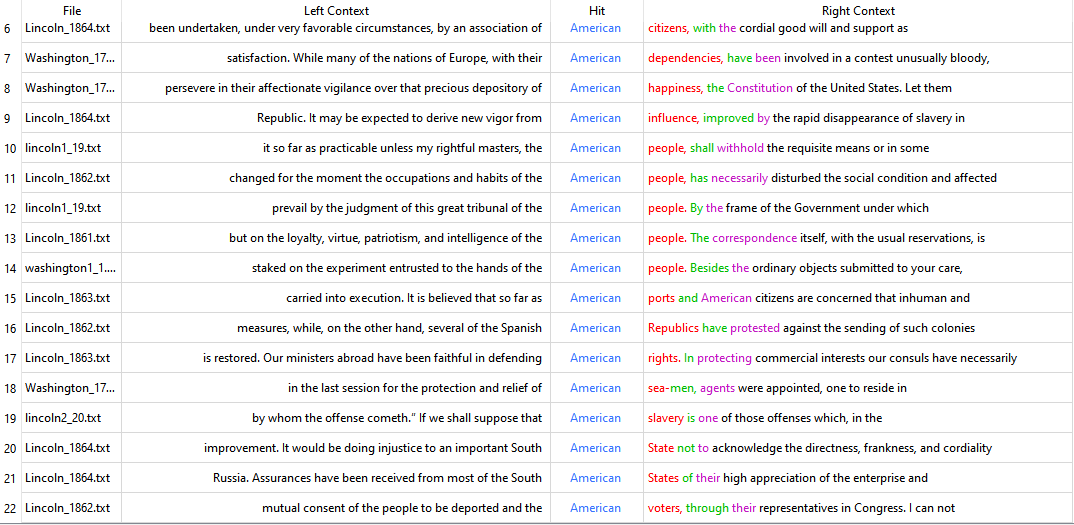 File Left Context Hit Right Context
6 Lincoln_1864.txt been undertaken, under very favorable circumstances, by an association of American citizens, with the cordial good will and support as
7 Washington_17... satisfaction. While many of the nations of Europe, with their American dependencies, have been involved in a contest unusually bloody,
8 Washington_17... persevere in their affectionate vigilance over that precious depository of American happiness, the Constitution of the United States. Let them
9 Lincoln_1864.txt Republic. It may be expected to derive new vigor from American influence, improved by the rapid disappearance of slavery in
10 lincoln1_19.txt it so far as practicable unless my rightful masters, the American people, shall withhold the requisite means or in some
11 Lincoln_1862.txt changed for the moment the occupations and habits of the American people, has necessarily disturbed the social condition and affected
12 lincoln1_19.txt prevail by the judgment of this great tribunal of the American people. By the frame of the Government under which
13 Lincoln_1861.txt but on the loyalty, virtue, patriotism, and intelligence of the American people. The correspondence itself, with the usual reservations, is
14 washington1_1.... staked on the experiment entrusted to the hands of the American people. Besides the ordinary objects submitted to your care,
15 Lincoln_1863.txt carried into execution. It is believed that so far as American ports and American citizens are concerned that inhuman and
16 Lincoln_1862.txt measures, while, on the other hand, several of the Spanish American Republics have protested against the sending of such colonies
17 Lincoln_1863.txt is restored. Our ministers abroad have been faithful in defending American rights. In protecting commercial interests our consuls have necessarily
18 Washington_17... in the last session for the protection and relief of American sea-men, agents were appointed, one to reside in
19 lincoln2_20.txt by whom the offense cometh.“ If we shall suppose that American slavery is one of those offenses which, in the
20 Lincoln_1864.txt improvement. It would be doing injustice to an important South American State not to acknowledge the directness, frankness, and cordiality
21 Lincoln_1864.txt Russia. Assurances have been received from most of the South American States of their high appreciation of the enterprise and
22 Lincoln_1862.txt mutual consent of the people to be deported and the American voters, through their representatives in Congress. I can not